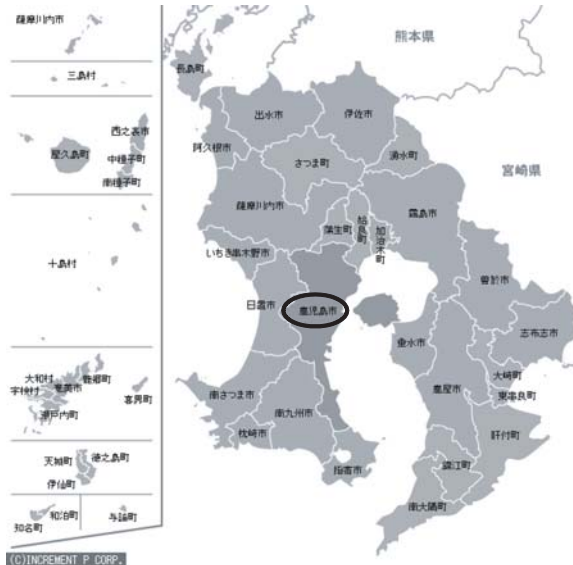 薩摩川内市
三島村
西之表市
屋久島町
中種子町
南種子町
十島村
大和村
龍郷町
宇検村
奄美市
瀬戸内町
喜界町
天城町
徳之島町
伊仙町
知名町
和泊町
与論町
熊本県
宮崎県
長島町
出水市
伊佐市
阿久根市
さつま町
湧水町
薩摩川内市
霧島市
蒲生町
姶良町
加治木町
いちき串木野市
日置市
鹿児島市
曽於市
志布志市
垂水市
大崎町
東串良町
鹿屋市
南さつま市
南九州市
枕崎市
指宿市
肝付町
錦江町
南大隅町
(C)INCREMENT P CORP.